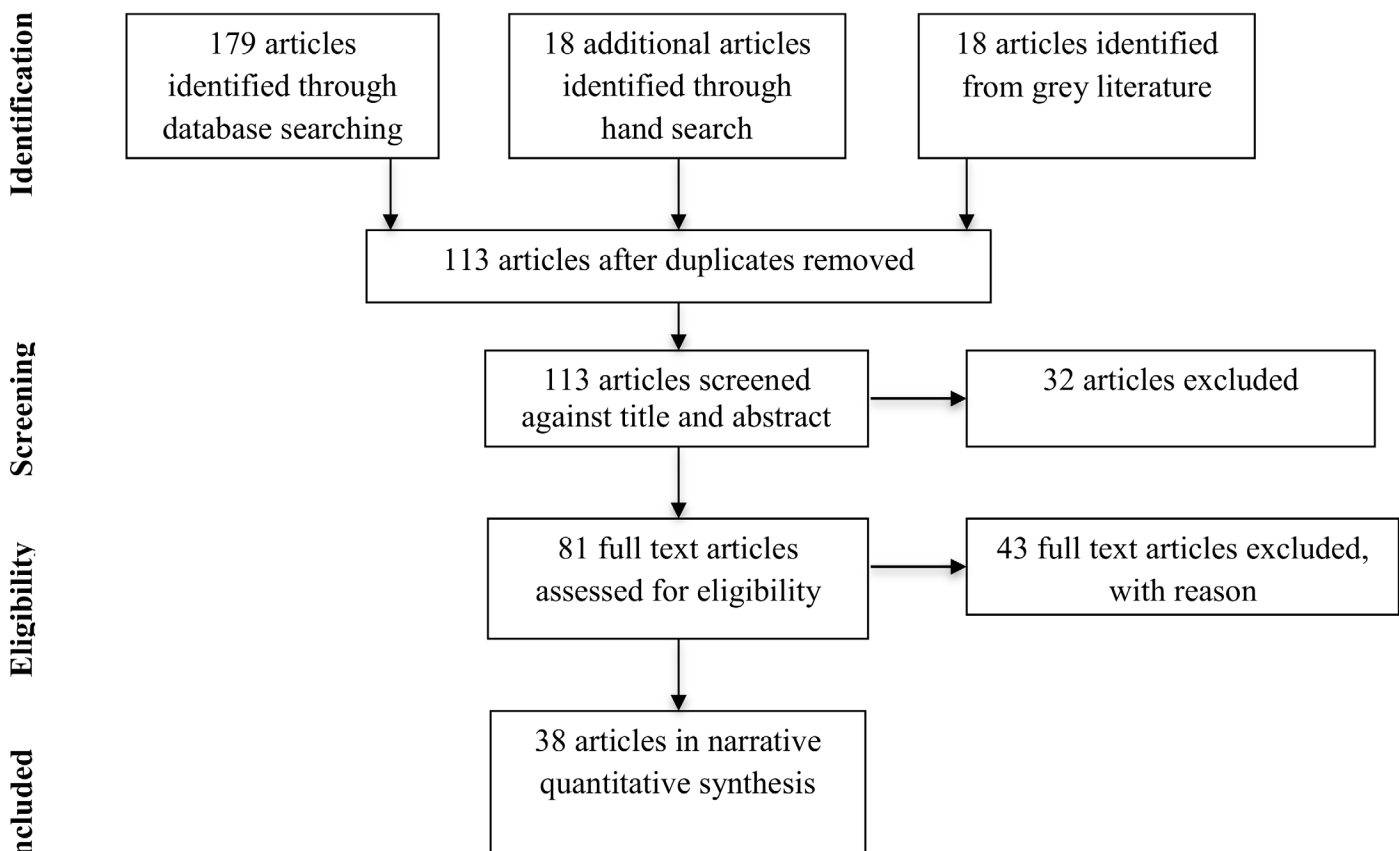 Identification
179 articles
identified through
database searching
18 additional articles
identified through
hand search
18 articles identified
from grey literature
113 articles after duplicates removed
Screening
113 articles screened
against title and abstract
32 articles excluded
Eligibility
81 full text articles
assessed for eligibility
43 full text articles excluded,
with reason
ncluded
38 articles in narrative
quantitative synthesis